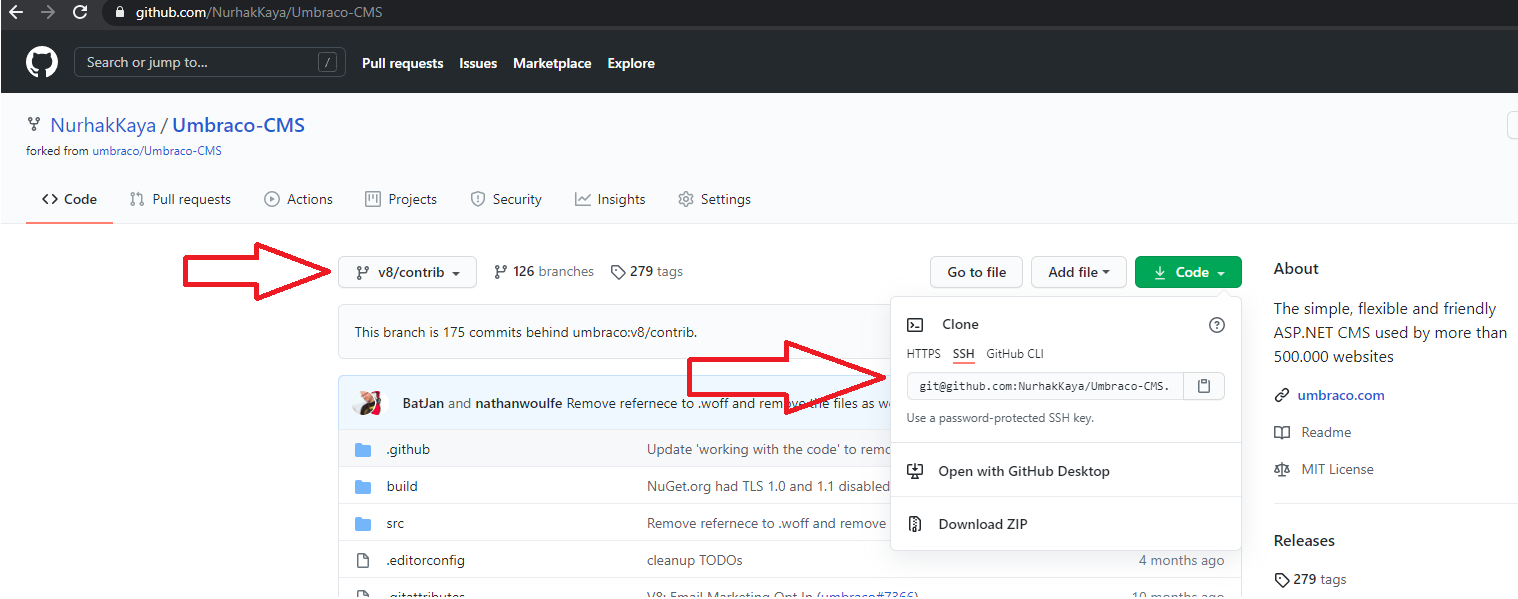 github.com/NurhakKaya/Umbraco-CMS
Search or jump to... / Pull requests Issues Marketplace Explore
NurhakKaya / Umbraco-CMS
forked from umbraco/Umbraco-CMS
Code Pull requests Actions Projects Security Insights Settings
v8/contrib 126 branches 279 tags Go to file Add file Code
This branch is 175 commits behind umbraco:v8/contrib.
BatJan and nathanwoulfe Remove refernece to .woff and remove the files as
.github Update 'working with the code' to
build NuGet.org had TLS 1.0 and 1.1 disabled
src Remove refernece to .woff and remove
.editorconfig cleanup TODOs 4 months ago
.gitattributes V8: Email Marketing Opt In (umbraco#7366) 10 months ago
Clone
HTTPS SSH GitHub CLI
git@github.com:NurhakKaya/Umbraco-CMS.
Use a password-protected SSH key.
Open with GitHub Desktop
Download ZIP
About
The simple, flexible and friendly
ASP.NET CMS used by more than
500.000 websites
umbraco.com
Readme
MIT License
Releases
279 tags